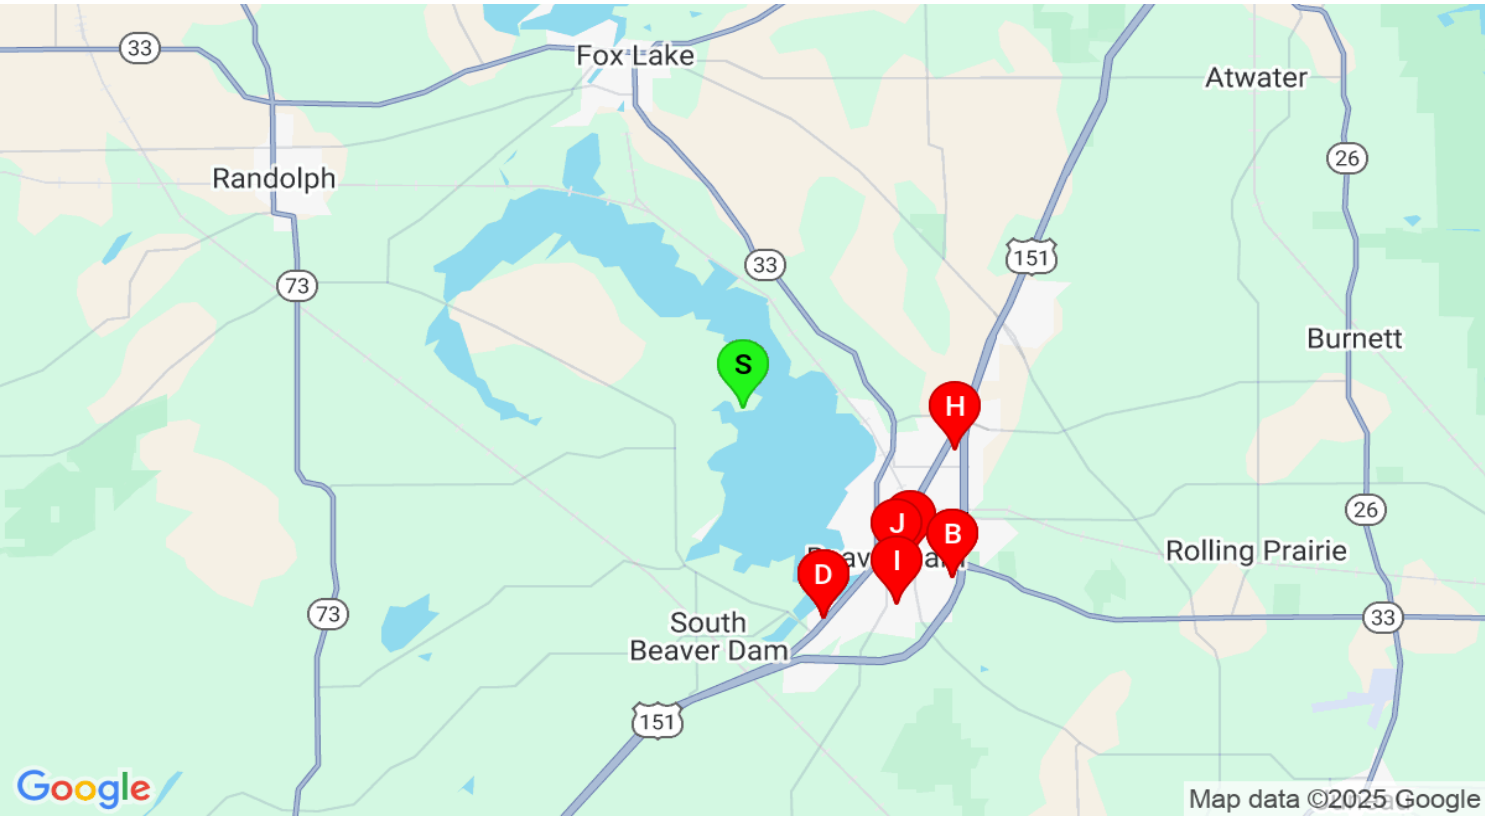 33
Fox Lake
Atwater
26
Randolph
33
151
73
Burnett
S
H
26
J
B
Rolling Prairie
I
D
73
South
Beaver Dam
33
151
Google
Map data ©2025 Google